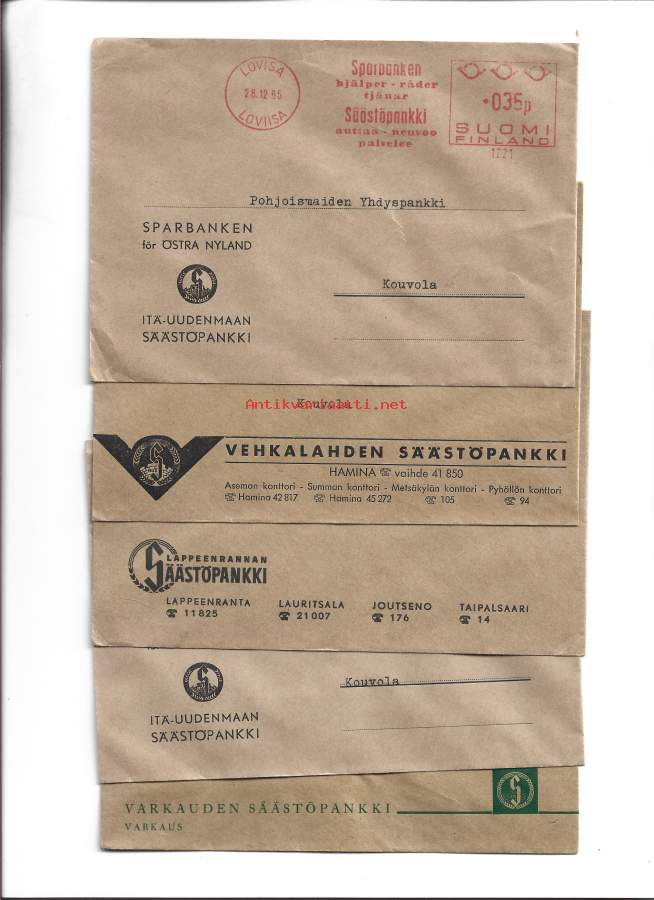 LOVISA
28.12.65
LOVIISA
Sparbanken
hjälper - råder
tjänar
Säästöpankki
auttaa - neuvoo
palvelee
035p
SUOMI
FINLAND
1221
Pohjoismaiden Yhdyspankki
SPARBANKEN
för ÖSTRA NYLAND
Kouvola
ITÄ-UUDENMAAN
SÄÄSTÖPANKKI
Kouvola
Antikvariaatti.net
VEHKALAHDEN SÄÄSTÖPANKKI
HAMINA ☎ vaihde 41 850
Aseman konttori - Summan konttori - Metsäkylän konttori - Pyhällön konttori
☎ Hamina 42 817 ☎ Hamina 45 272 ☎ 105 ☎ 94
LAPPEENRANNAN
SÄÄSTÖPANKKI
LAPPEENRANTA LAURITSALA JOUTSENO TAIPALSAARI
☎ 11825 ☎ 21007 ☎ 176 ☎ 14
Kouvola
ITÄ-UUDENMAAN
SÄÄSTÖPANKKI
S
VARKAUDEN SÄÄSTÖPANKKI
VARKAUS